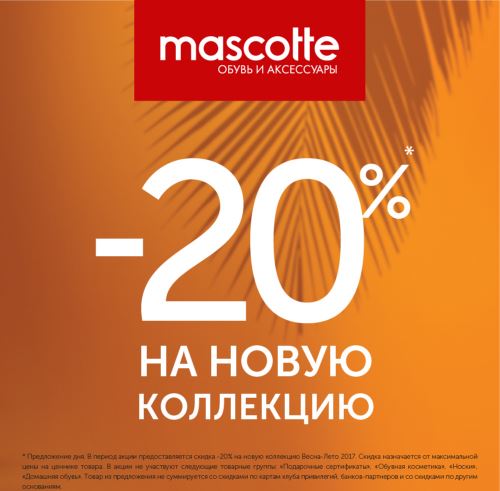 mascotte
ОБУВЬ И АКСЕССУАРЫ
-20%*
НА НОВУЮ
КОЛЛЕКЦИЮ
* Предложение дня. В период акции предоставляется скидка -20% на новую коллекцию Весна-Лето 2017. Скидка назначается от максимальной
цены на ценнике товара. В акции не участвуют следующие товарные группы: «Подарочные сертификаты», «Обувная косметика», «Носки»,
«Домашняя обувь». Товар из предложения не суммируется со скидками по картам клуба привилегий, банков-партнеров и со скидками по другим
основаниям.